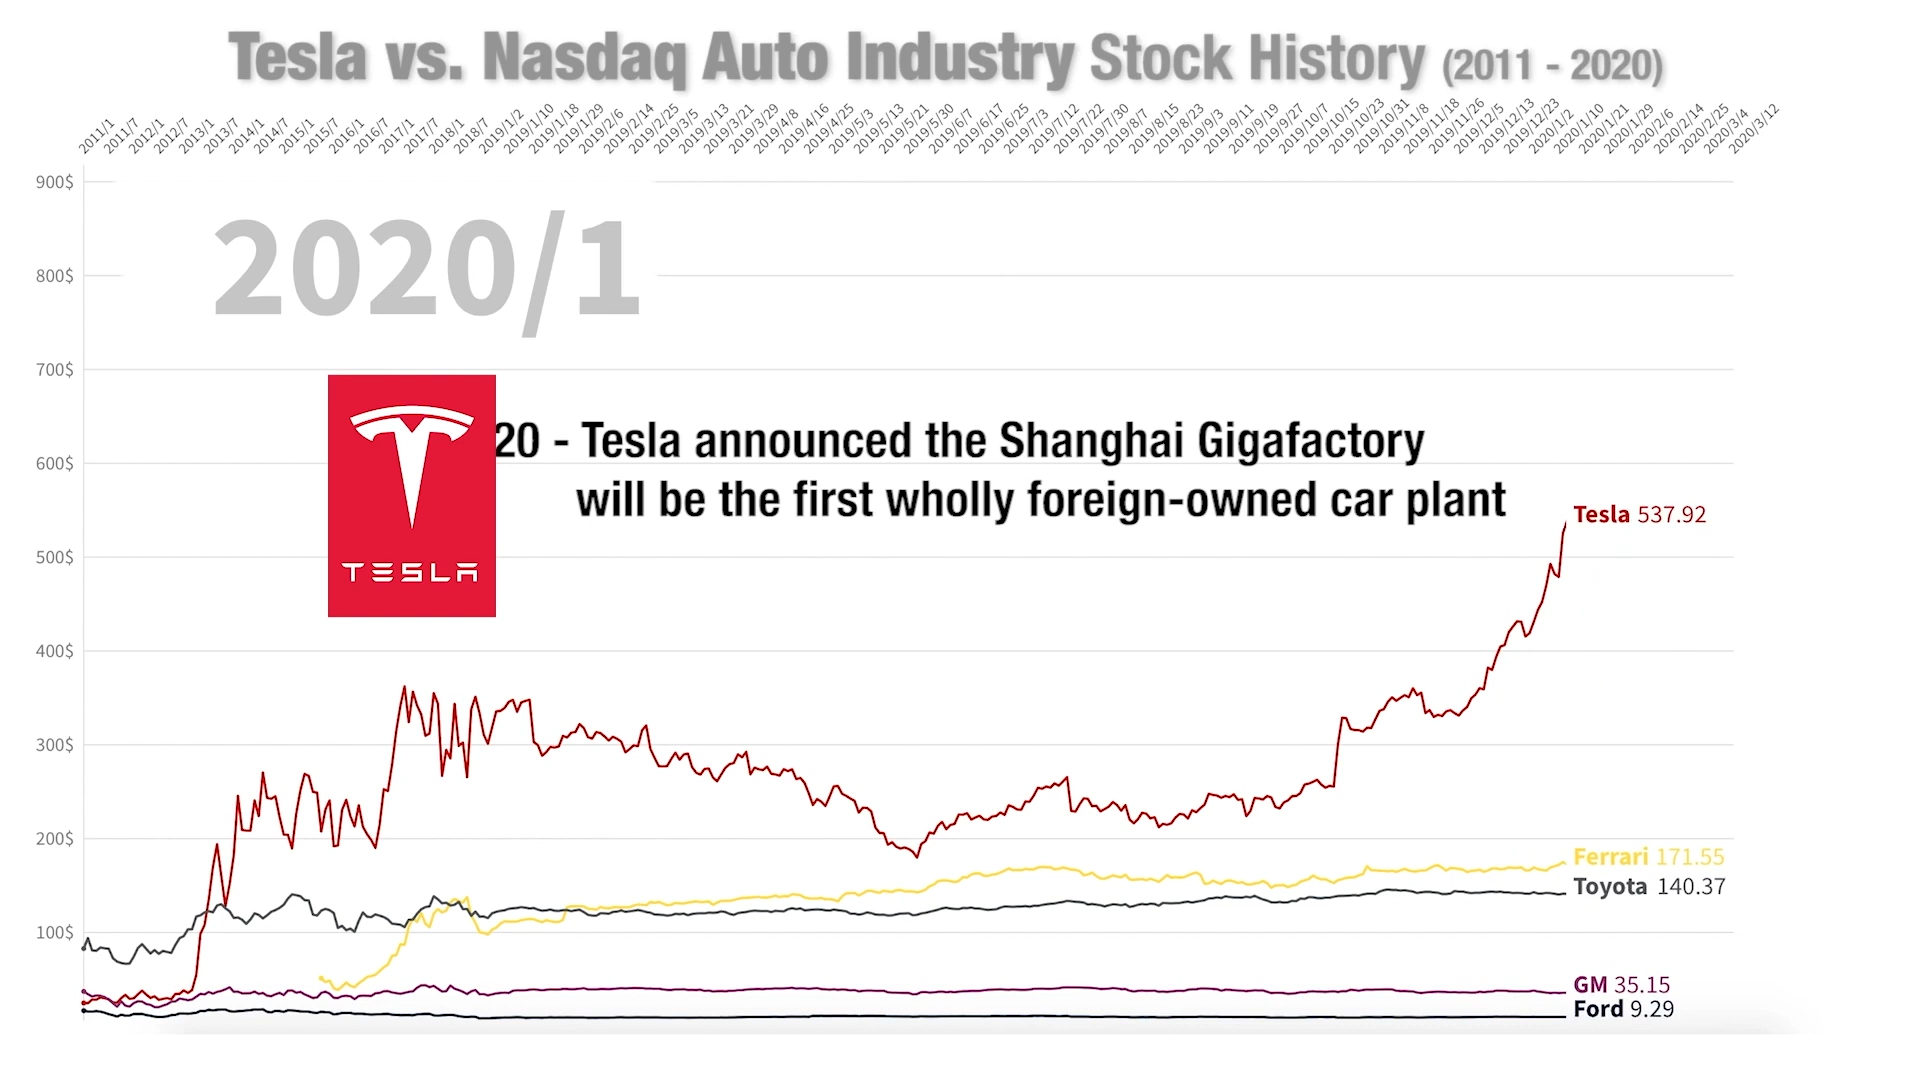 Tesla vs. Nasdaq Auto Industry Stock History (2011 - 2020)
2011/1 2011/7 2012/1 2012/7 2013/1 2013/7 2014/1 2014/7 2015/1 2015/7 2016/1 2016/7 2017/1 2017/7 2018/1 2018/7 2019/1/2 2019/1/10 2019/1/18 2019/1/29 2019/2/6 2019/2/14 2019/2/25 2019/3/5 2019/3/13 2019/3/21 2019/3/29 2019/4/8 2019/4/16 2019/4/25 2019/5/3 2019/5/13 2019/5/21 2019/5/30 2019/6/7 2019/6/17 2019/6/25 2019/7/3 2019/7/12 2019/7/22 2019/7/30 2019/8/7 2019/8/15 2019/8/23 2019/9/3 2019/9/11 2019/9/19 2019/9/27 2019/10/7 2019/10/15 2019/10/23 2019/10/31 2019/11/8 2019/11/18 2019/11/26 2019/12/5 2019/12/13 2019/12/23 2020/1/2 2020/1/10 2020/1/21 2020/1/29 2020/2/6 2020/2/14 2020/2/25 2020/3/4 2020/3/12
900$
2020/1
800$
700$
20 - Tesla announced the Shanghai Gigafactory
600$
will be the first wholly foreign-owned car plant
Tesla 537.92
500$
TESLA
400$
300$
200$
Ferrari 171.55
Toyota 140.37
100$
GM 35.15
Ford 9.29